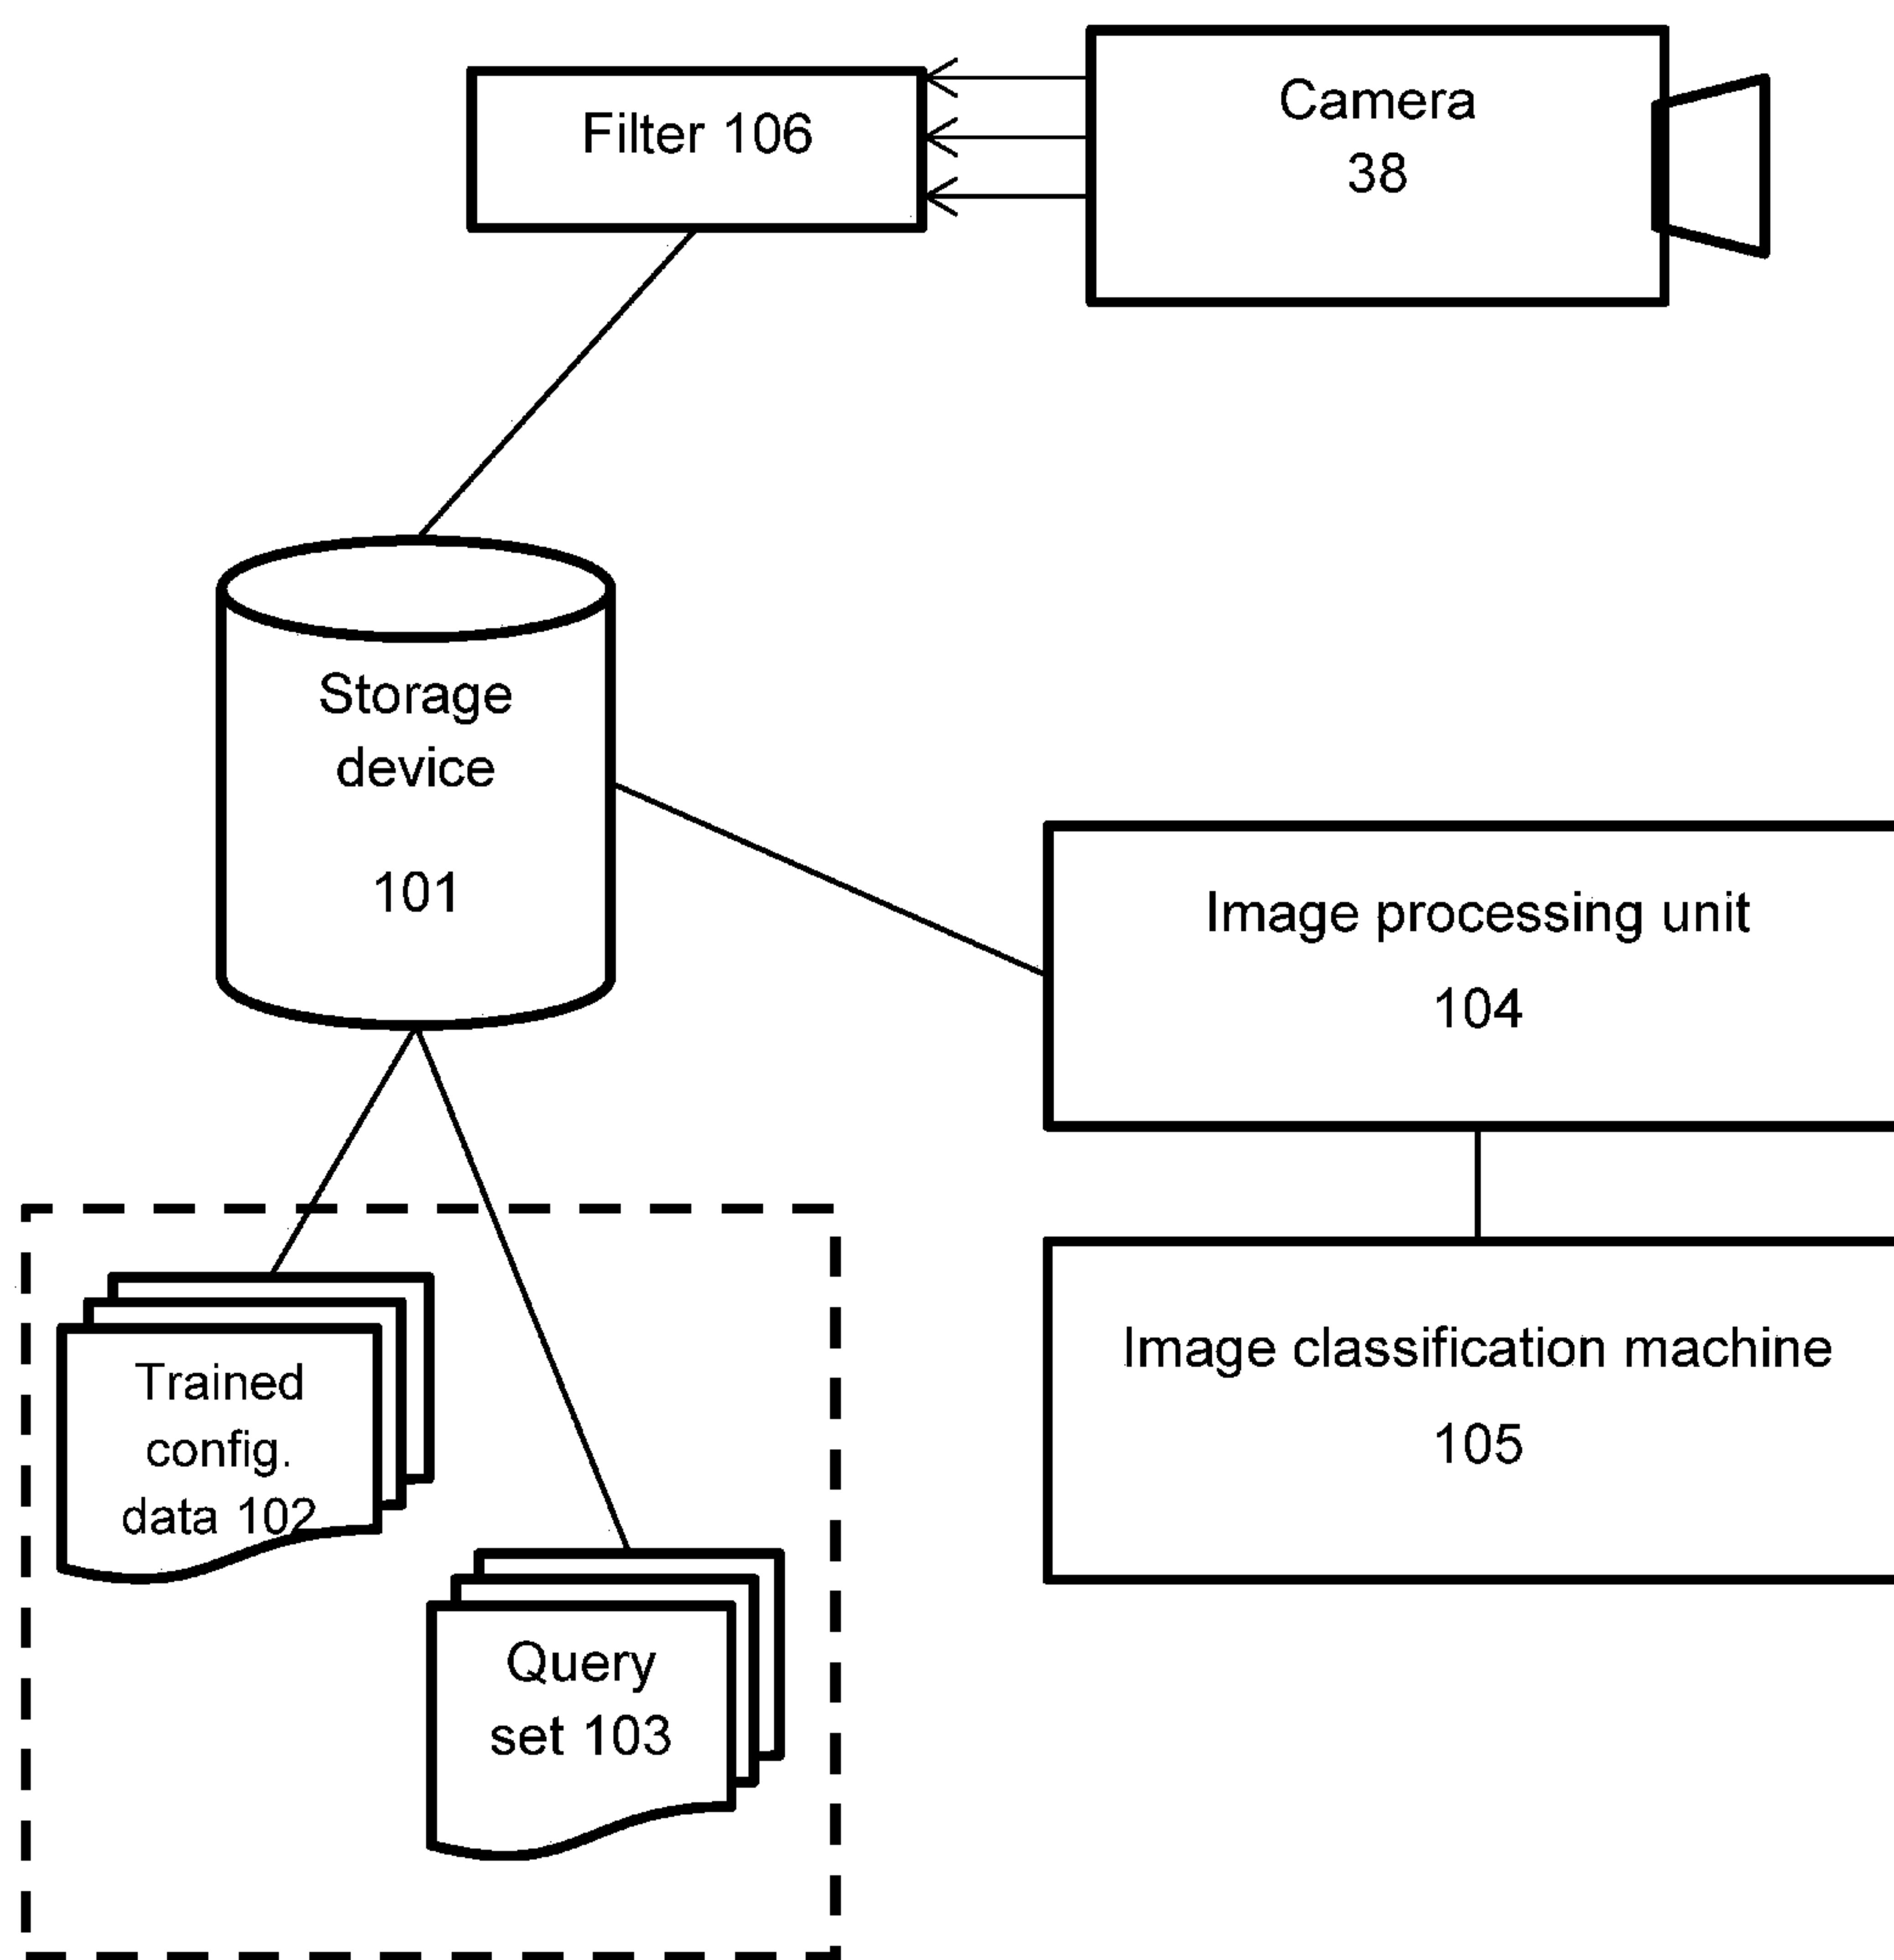 Filter 106
Camera
38
Storage
device
101
Image processing unit
104
Image classification machine
105
Trained
config.
data 102
Query
set 103